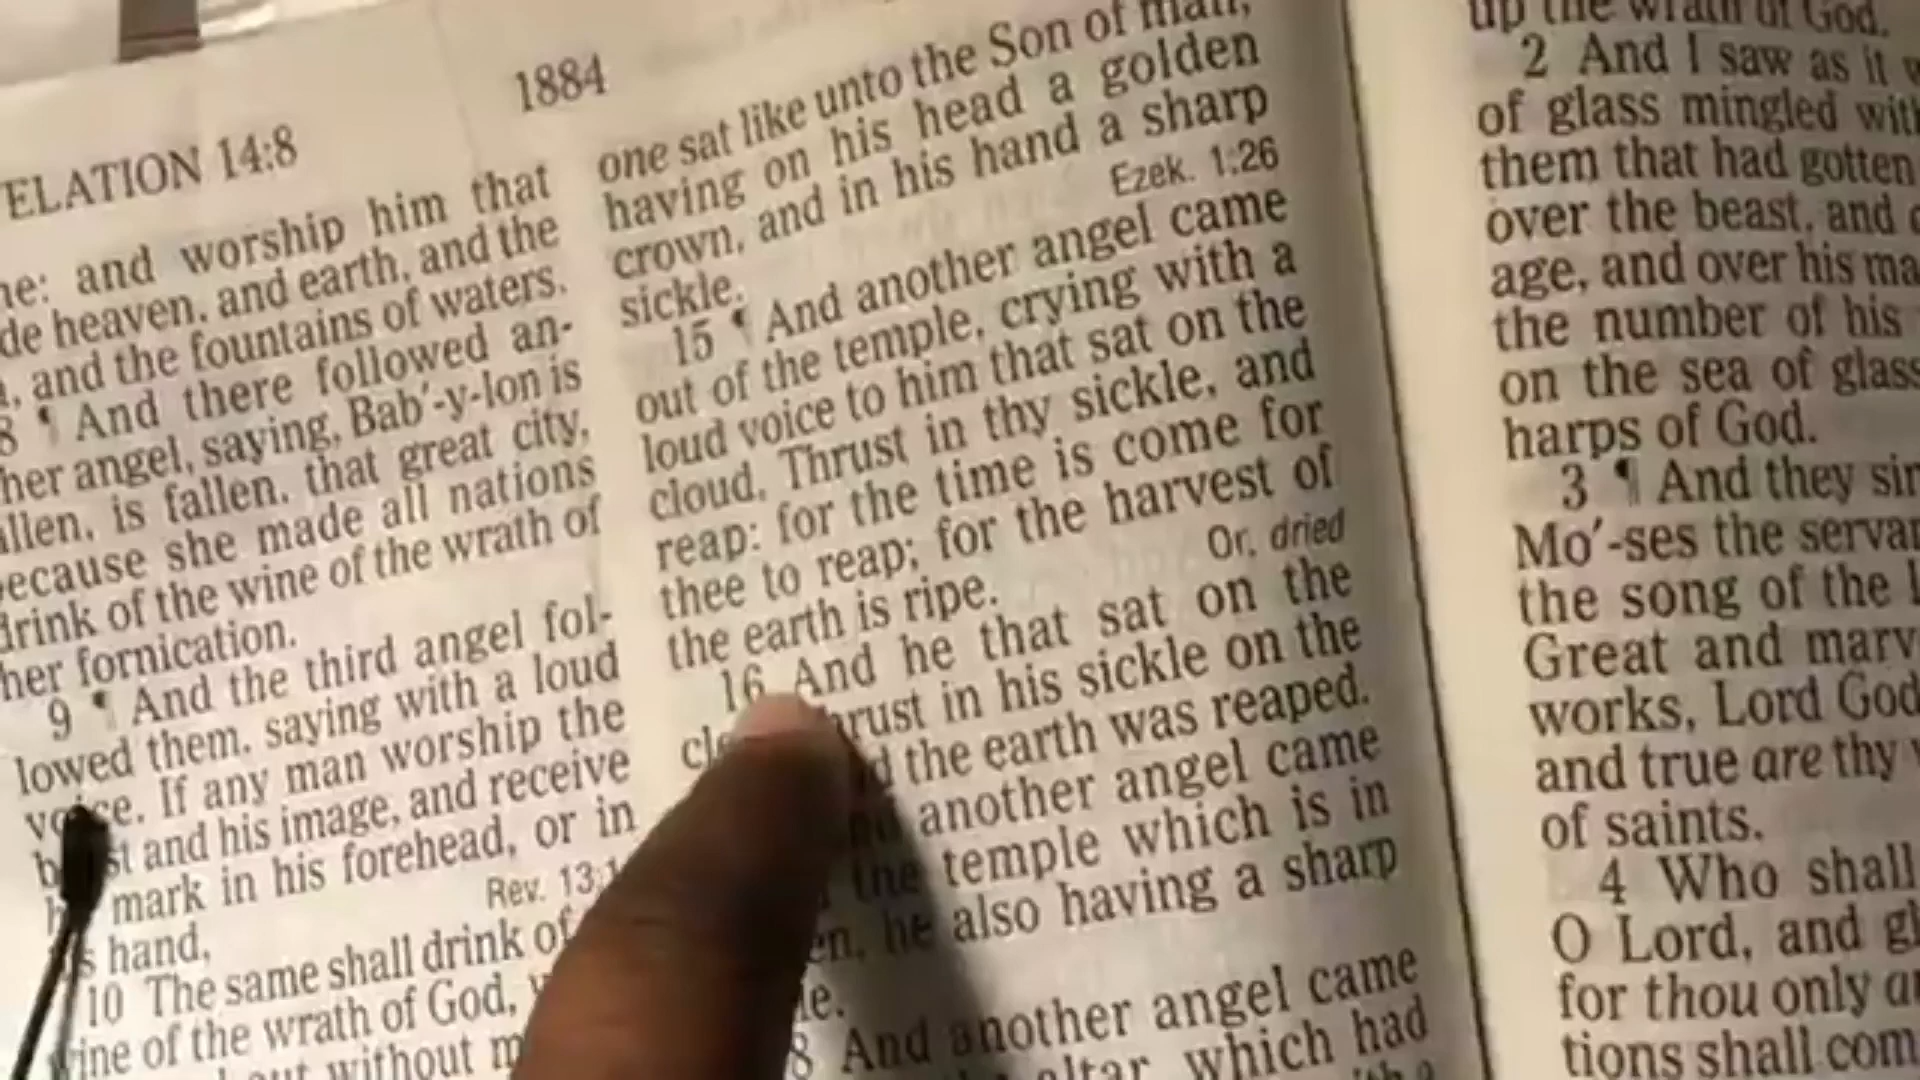 ELATION 14:8
1884
and worship him that
heaven, and earth, and the
and the fountains of waters.
8 ¶ And there followed an-
her angel, saying, Bab′-y-lon is
is fallen, that great city,
because she made all nations
drink of the wine of the wrath of
her fornication.
9 ¶ And the third angel fol-
lowed them, saying with a loud
If any man worship the
and his image, and receive
mark in his forehead, or in
Rev. 13:1
hand,
10 The same shall drink of
of the wrath of God,
without
one sat like unto the Son of man,
having on his head a golden
crown, and in his hand a sharp
Ezek. 1:26
sickle.
15 ¶ And another angel came
out of the temple, crying with a
loud voice to him that sat on the
cloud, Thrust in thy sickle, and
reap: for the time is come for
thee to reap; for the harvest of
Or, dried
the earth is ripe.
16 And he that sat on the
rust in his sickle on the
the earth was reaped.
another angel came
the temple which is in
he also having a sharp
8 And another angel came
altar, which had
up the wrath of God.
2 And I saw as it
of glass mingled
them that had gotten
over the beast, and
age, and over his
the number of his
on the sea of glass
harps of God.
3 ¶ And they
Mo′-ses the
the song of the
Great and
works, Lord God
and true are thy
of saints.
4 Who shall
O Lord, and
for thou only
tions shall